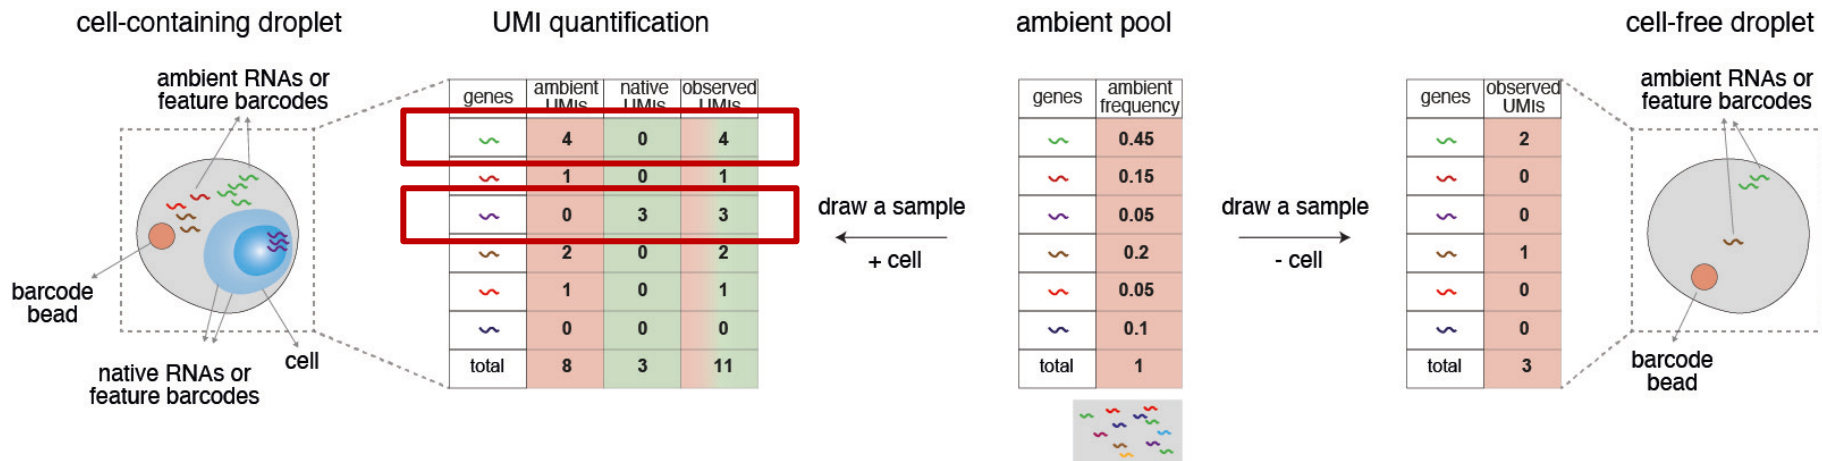 cell-containing droplet
UMI quantification
ambient pool
cell-free droplet
ambient RNAs or
feature barcodes
barcode
bead
native RNAs or
feature barcodes
cell
genes ambient UMIs native UMIs observed UMIs
4 0 4
1 0 1
0 3 3
2 0 2
1 0 1
0 0 0
total 8 3 11
draw a sample
+ cell
genes ambient frequency
0.45
0.15
0.05
0.2
0.05
0.1
total 1
draw a sample
- cell
genes observed UMIs
2
0
0
1
0
0
total 3
ambient RNAs or
feature barcodes
barcode
bead